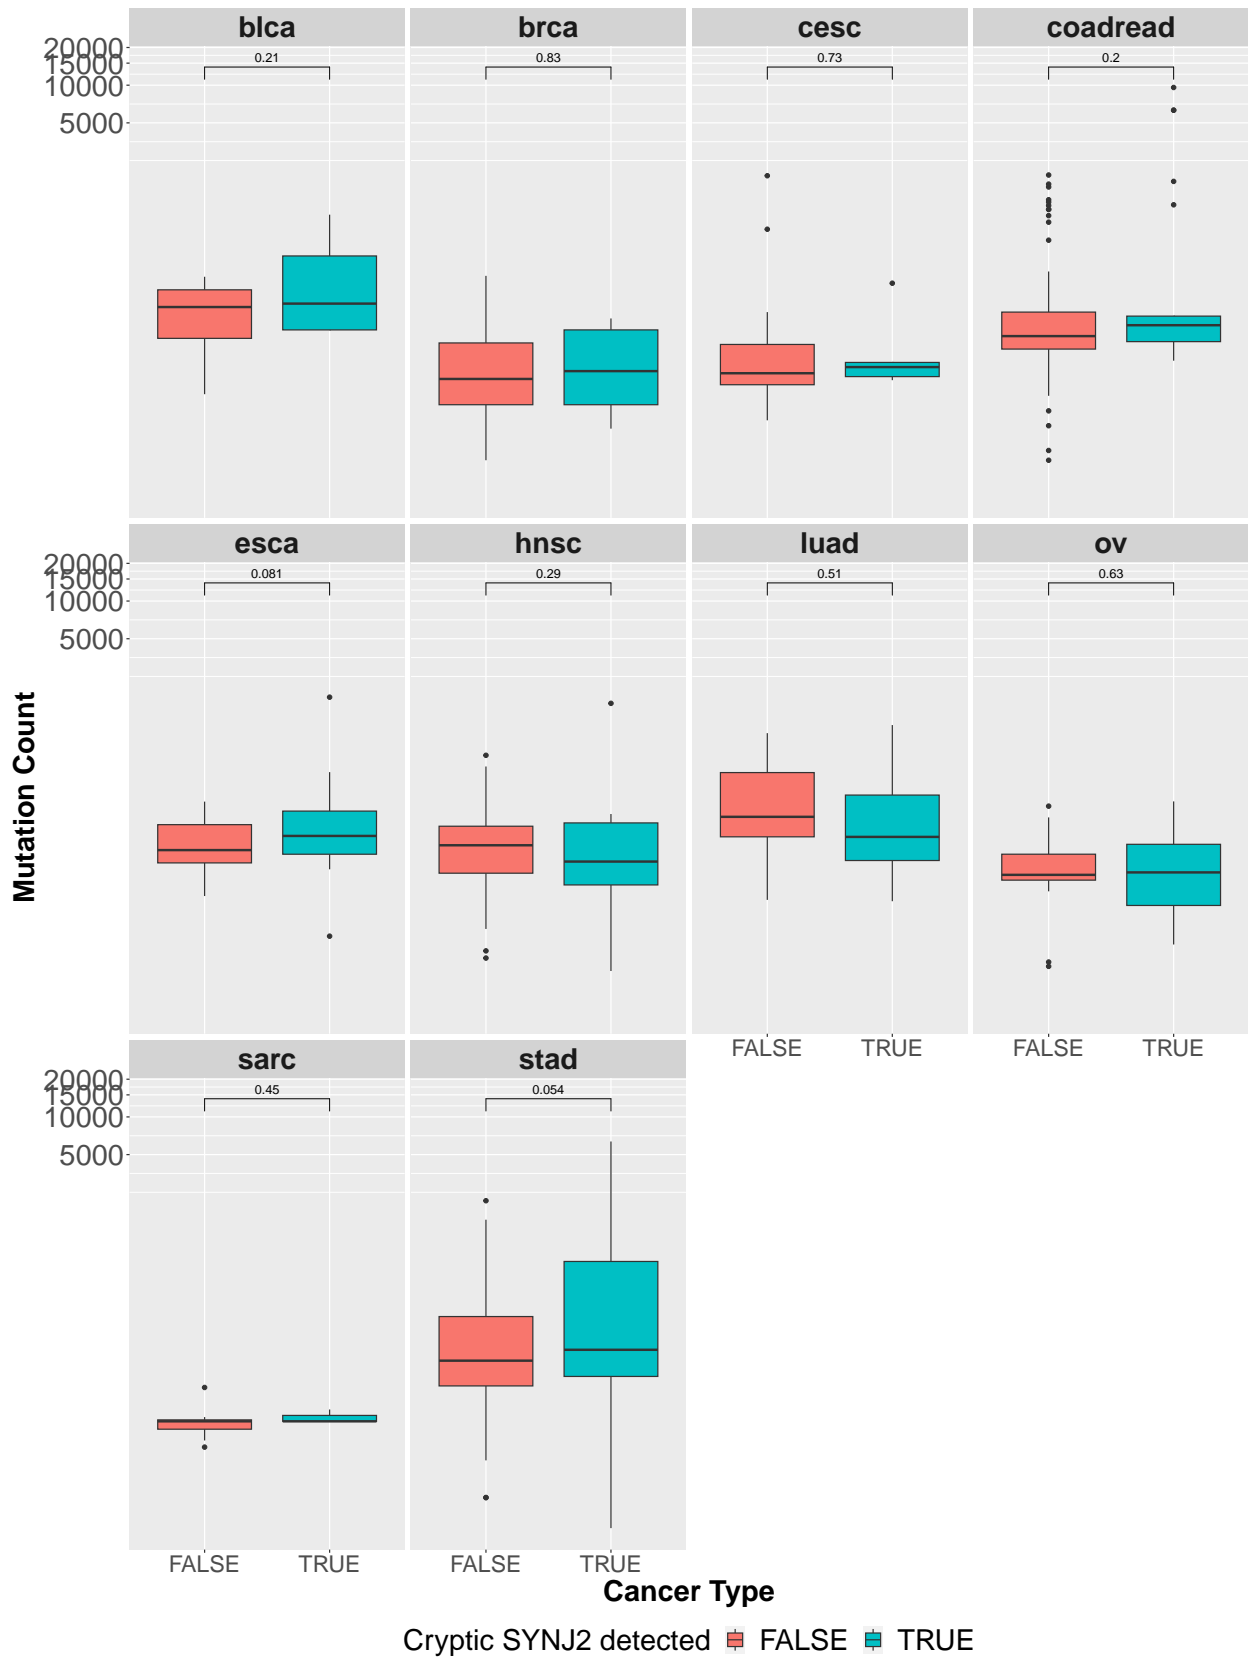 blca brca cesc coadread
20000
15000
10000
5000
0.21 0.83 0.73 0.2
esca hnsc luad ov
20000
15000
10000
5000
0.081 0.29 0.51 0.63
Mutation Count
FALSE TRUE FALSE TRUE
sarc stad
20000
15000
10000
5000
0.45 0.054
FALSE TRUE FALSE TRUE
Cancer Type
Cryptic SYNJ2 detected FALSE TRUE